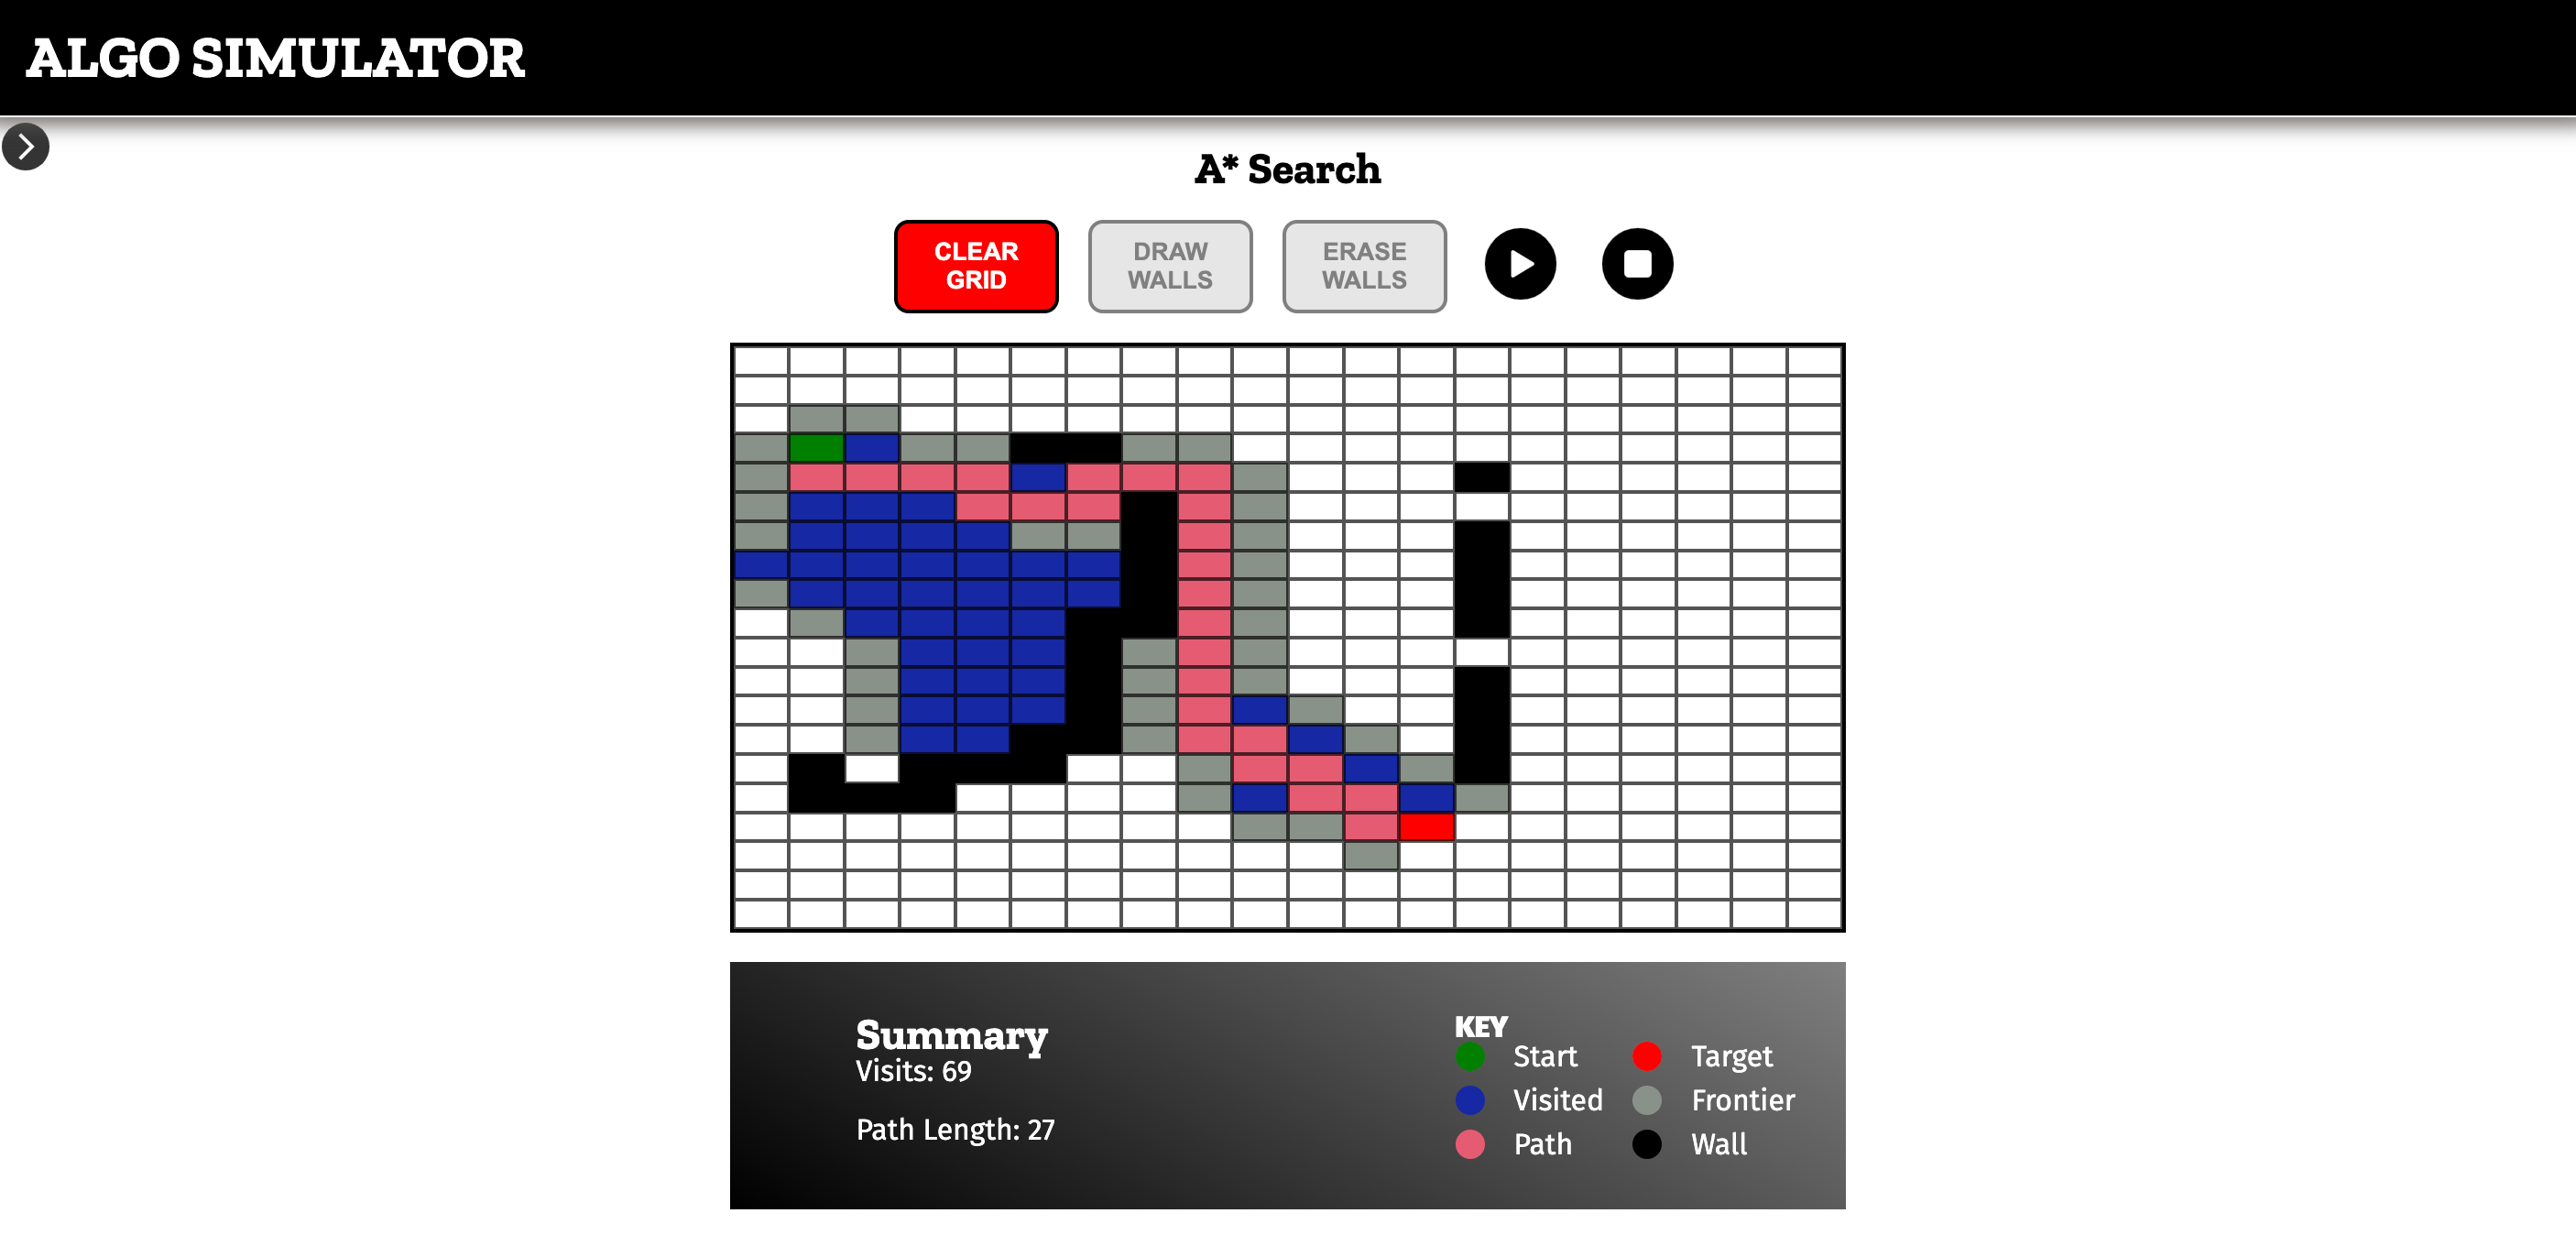 ALGO SIMULATOR
A* Search
CLEAR
GRID
DRAW
WALLS
ERASE
WALLS
Summary
Visits: 69
Path Length: 27
KEY
Start
Target
Visited
Frontier
Path
Wall